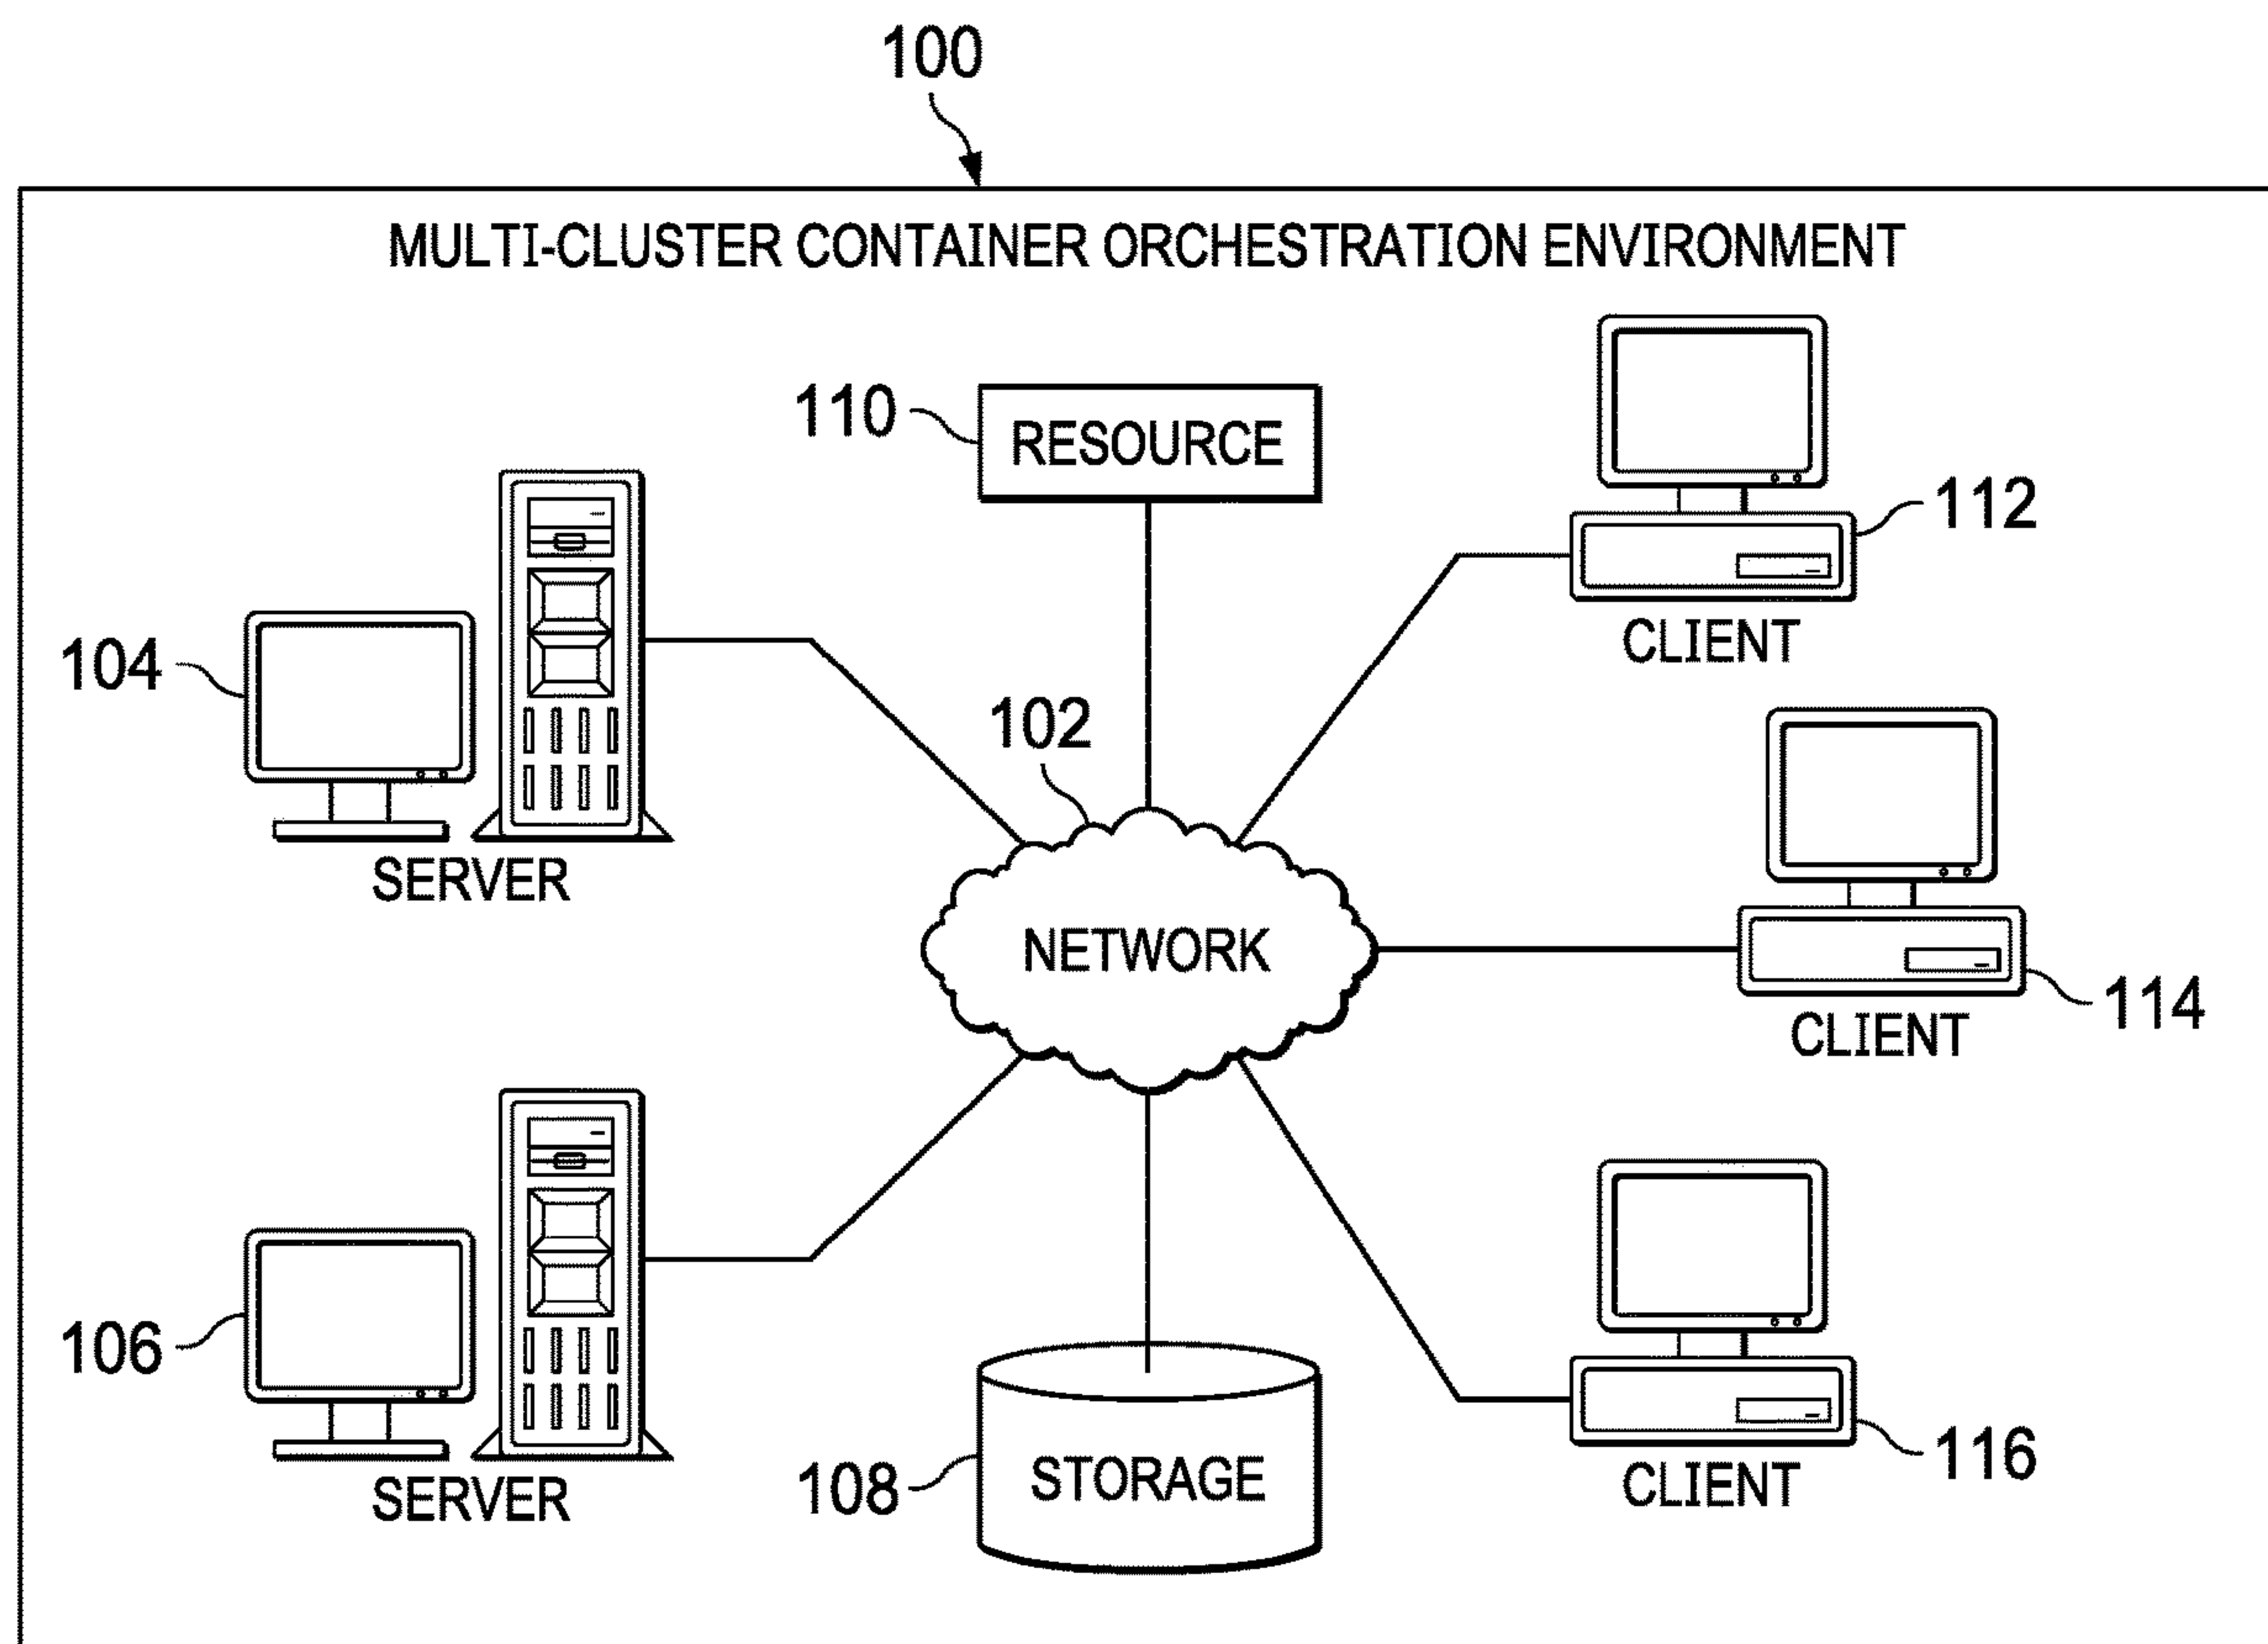 100
MULTI-CLUSTER CONTAINER ORCHESTRATION ENVIRONMENT
110
RESOURCE
112
CLIENT
104
SERVER
102
NETWORK
114
CLIENT
106
SERVER
108
STORAGE
116
CLIENT